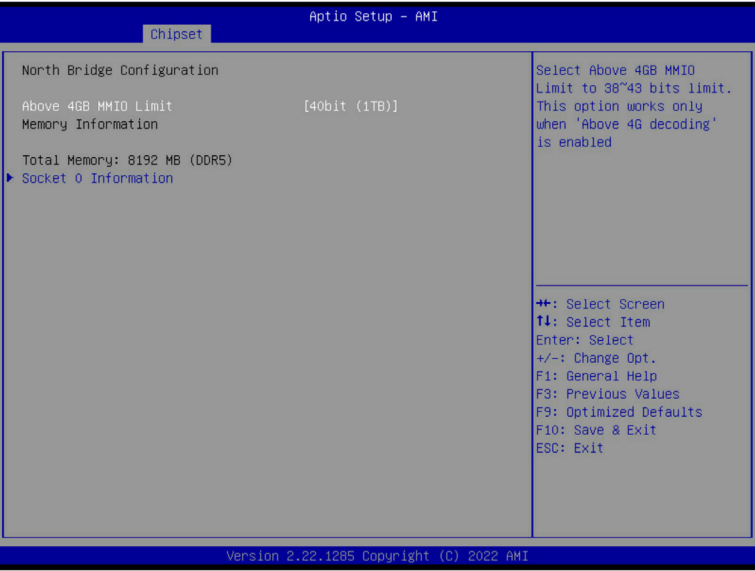 Aptio Setup – AMI
Chipset
North Bridge Configuration
Above 4GB MMIO Limit [40bit (1TB)]
Memory Information
Total Memory: 8192 MB (DDR5)
Socket 0 Information
Select Above 4GB MMIO
Limit to 38~43 bits limit.
This option works only
when 'Above 4G decoding'
is enabled
→←: Select Screen
↑↓: Select Item
Enter: Select
+/-: Change Opt.
F1: General Help
F3: Previous Values
F9: Optimized Defaults
F10: Save & Exit
ESC: Exit
Version 2.22.1285 Copyright (C) 2022 AMI